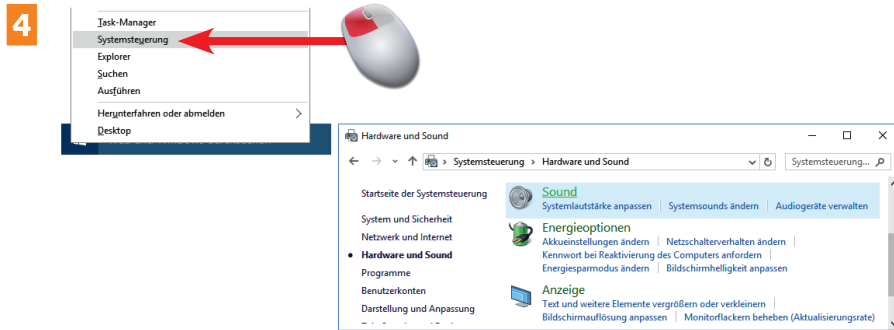 4
Task-Manager
Systemsteuerung
Explorer
Suchen
Ausführen
Herunterfahren oder abmelden
Desktop
Hardware und Sound
Systemsteuerung > Hardware und Sound
Systemsteuerung...
Startseite der Systemsteuerung
System und Sicherheit
Netzwerk und Internet
Hardware und Sound
Programme
Benutzerkonten
Darstellung und Anpassung
Sound
Systemlautstärke anpassen | Systemsounds ändern | Audiogeräte verwalten
Energieoptionen
Akkueinstellungen ändern | Netzschalterverhalten ändern |
Kennwort bei Reaktivierung des Computers anfordern |
Energiesparmodus ändern | Bildschirmhelligkeit anpassen
Anzeige
Text und weitere Elemente vergrößern oder verkleinern |
Bildschirmauflösung anpassen | Monitorflackern beheben (Aktualisierungsrate)